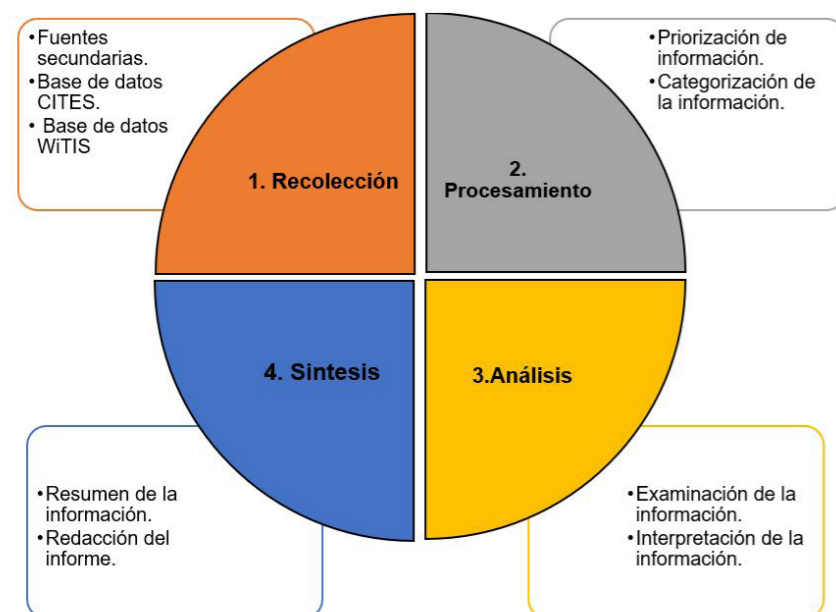 •Fuentes
secundarias.
•Base de datos
CITES.
• Base de datos
WiTIS
•Priorización de
información.
•Categorización de
la información.
1. Recolección
2.
Procesamiento
4. Sintesis
3.Análisis
•Resumen de la
información.
•Redacción del
informe.
•Examinación de la
información.
•Interpretación de la
información.